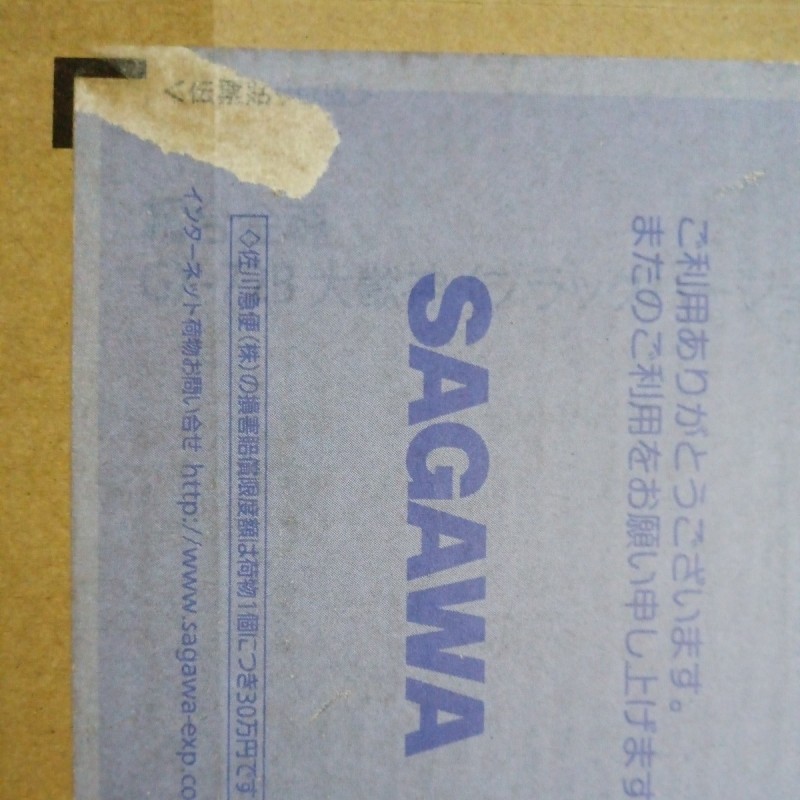 ご利用ありがとうございます。
またのご利用をお願い申し上げます
SAGAWA
◇佐川急便(株)の損害賠償限度額は荷物1個につき30万円です
インターネット荷物お問い合せ http://www.sagawa-exp.co